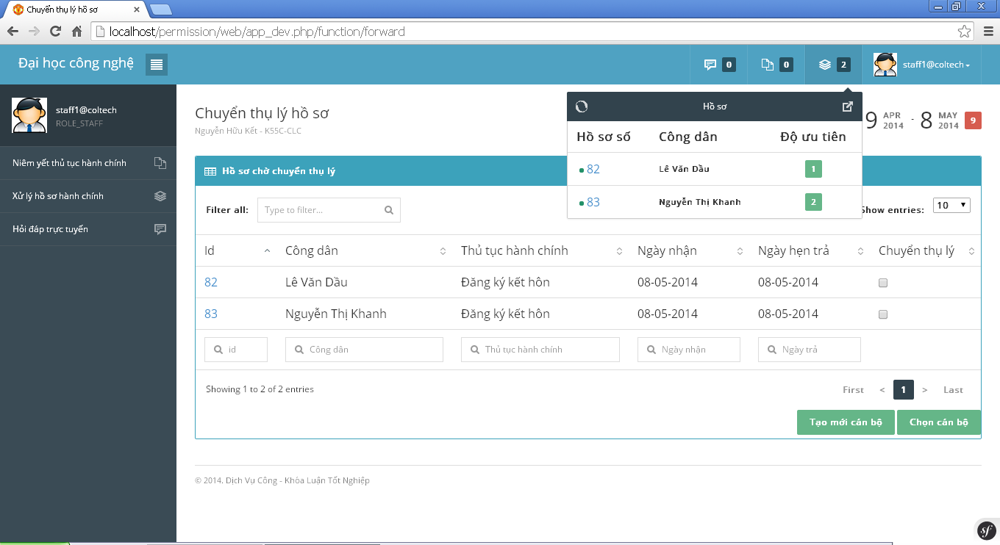 Chuyển thụ lý hồ sơ
localhost/permission/web/app_dev.php/function/forward
Đại học công nghệ
0
0
2
staff1@coltech
staff1@coltech
ROLE_STAFF
Niêm yết thủ tục hành chính
Xử lý hồ sơ hành chính
Hỏi đáp trực tuyến
Chuyển thụ lý hồ sơ
Nguyễn Hữu Kết - K55C-CLC
9 APR 2014 - 8 MAY 2014 9
Hồ sơ
Hồ sơ số Công dân Độ ưu tiên
82 Lê Văn Dầu 1
83 Nguyễn Thị Khanh 2
Hồ sơ chờ chuyển thụ lý
Filter all: Type to filter... Show entries: 10
Id Công dân Thủ tục hành chính Ngày nhận Ngày hẹn trả Chuyển thụ lý
82 Lê Văn Dầu Đăng ký kết hôn 08-05-2014 08-05-2014
83 Nguyễn Thị Khanh Đăng ký kết hôn 08-05-2014 08-05-2014
id Công dân Thủ tục hành chính Ngày nhận Ngày trả
Showing 1 to 2 of 2 entries First < 1 > Last
Tạo mới cán bộ Chọn cán bộ
© 2014. Dịch Vụ Công - Khóa Luận Tốt Nghiệp
sf